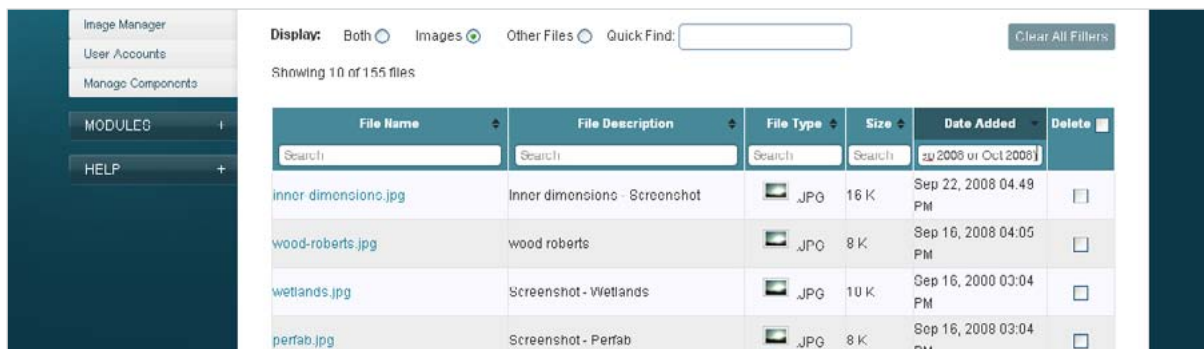 Image Manager
User Accounts
Manage Components
MODULES +
HELP +
Display: Both Images Other Files Quick Find:
Clear All Filters
Showing 10 of 155 files
File Name File Description File Type Size Date Added Delete
Search Search Search Search 2008 or Oct 2008)
inner-dimensions.jpg Inner dimensions - Screenshot .JPG 16 K Sep 22, 2008 04:49
PM
wood-roberts.jpg wood roberts .JPG 8 K Sep 16, 2008 04:05
PM
wetlands.jpg Screenshot - Wetlands .JPG 10 K Sep 16, 2008 03:04
PM
perfab.jpg Screenshot - Perfab .JPG 8 K Sep 16, 2008 03:04
PM